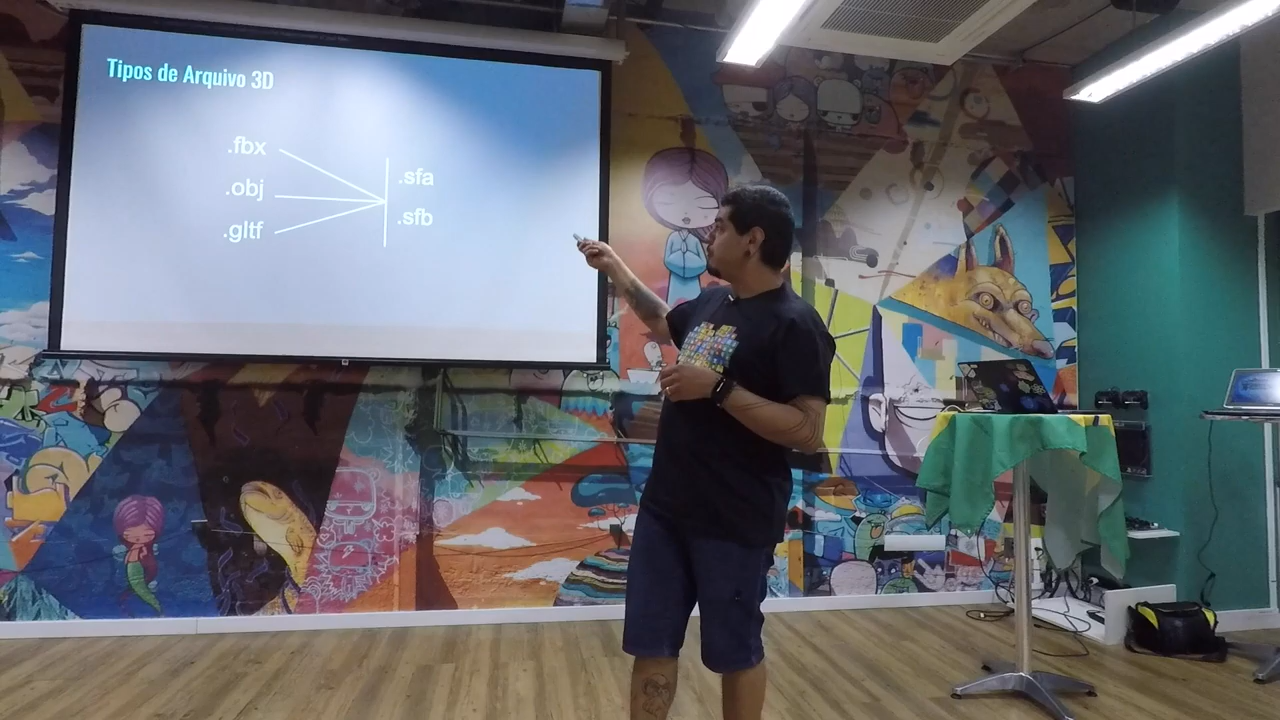 Tipos de Arquivo 3D
.fbx
.obj
.gltf
.sfa
.sfb